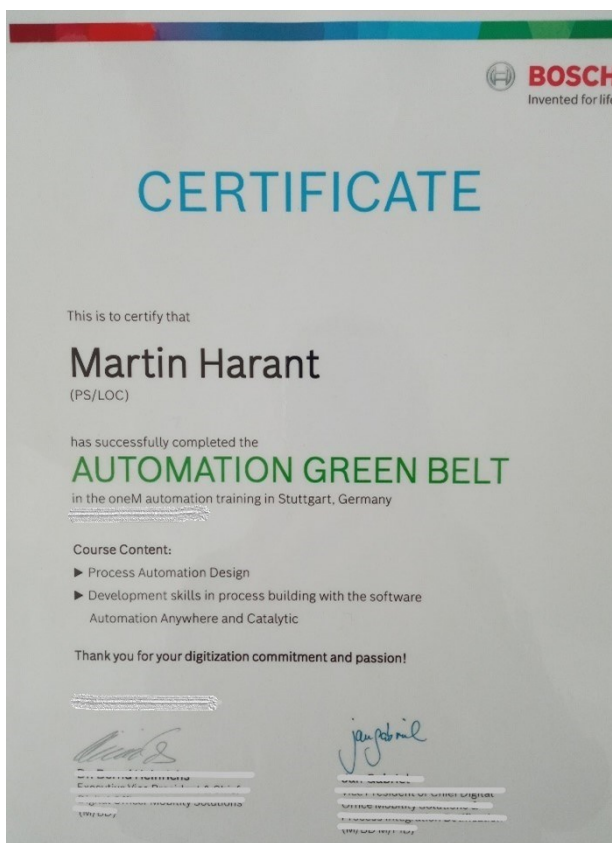 BOSCH
Invented for life
CERTIFICATE
This is to certify that
Martin Harant
(PS/LOC)
has successfully completed the
AUTOMATION GREEN BELT
in the oneM automation training in Stuttgart, Germany
Course Content:
▶ Process Automation Design
▶ Development skills in process building with the software
Automation Anywhere and Catalytic
Thank you for your digitization commitment and passion!